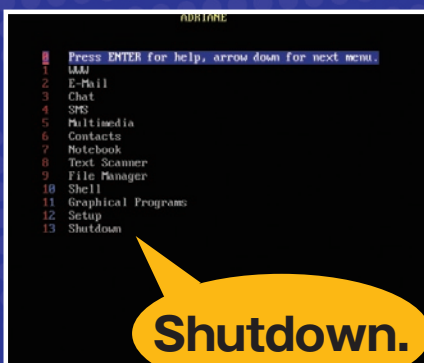 ADRIANE
0 Press ENTER for help, arrow down for next menu.
1 WWW
2 E-Mail
3 Chat
4 SMS
5 Multimedia
6 Contacts
7 Notebook
8 Text Scanner
9 File Manager
10 Shell
11 Graphical Programs
12 Setup
13 Shutdown
Shutdown.